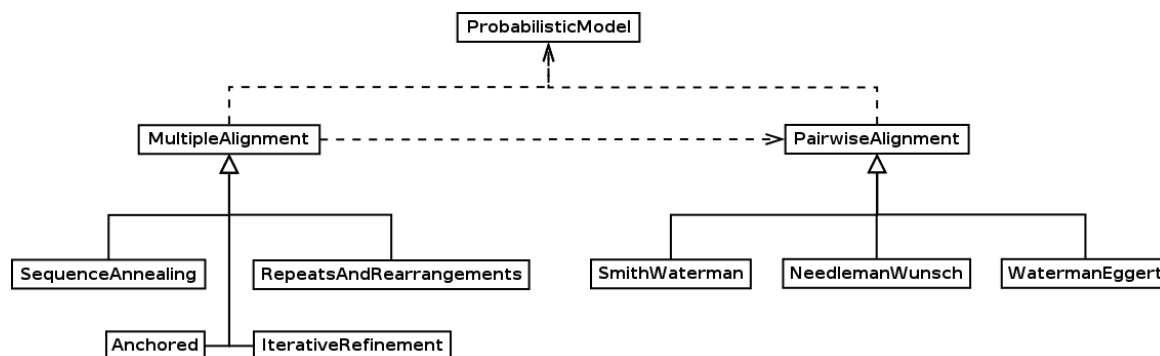 ProbabilisticModel
MultipleAlignment
PairwiseAlignment
SequenceAnnealing
RepeatsAndRearrangements
SmithWaterman
NeedlemanWunsch
WatermanEggert
Anchored
IterativeRefinement